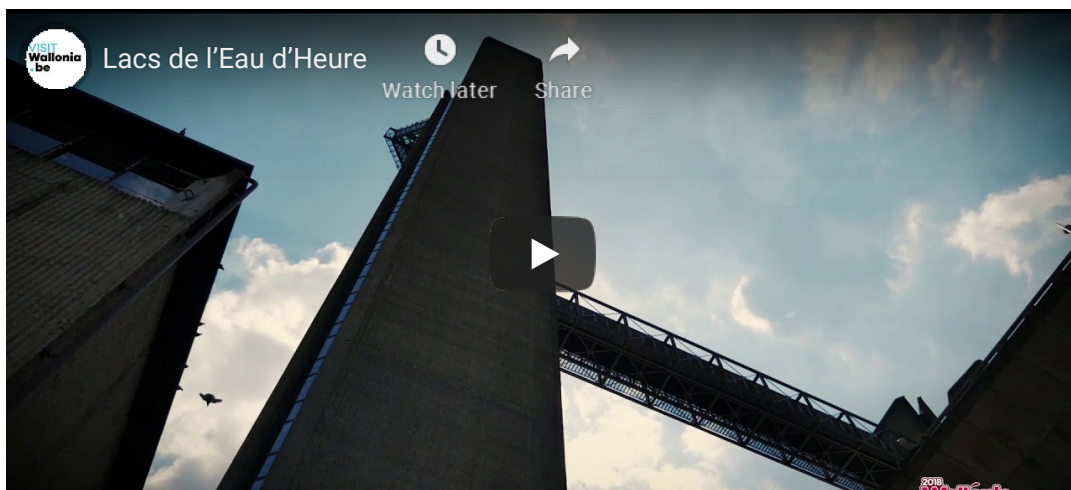 VISIT
Wallonia
.be
Lacs de l’Eau d’Heure
Watch later
Share
2018